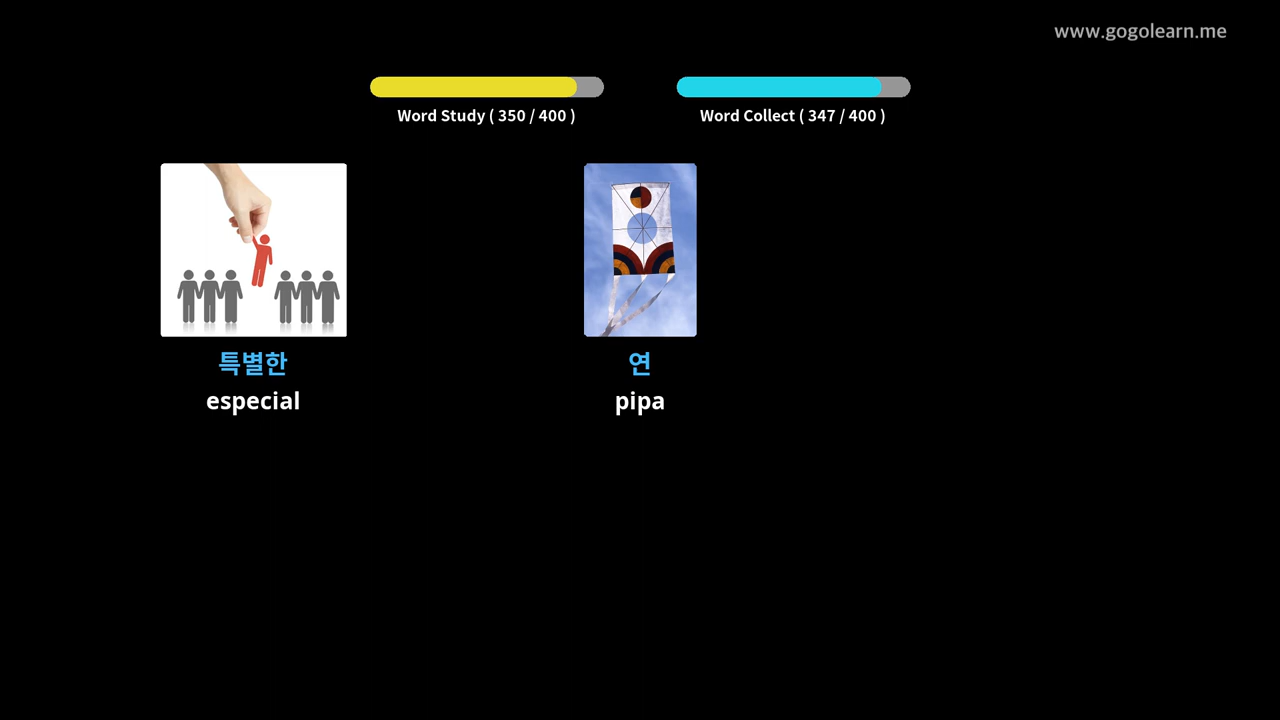 www.gogolearn.me
Word Study ( 350 / 400 )
Word Collect ( 347 / 400 )
특별한
especial
연
pipa